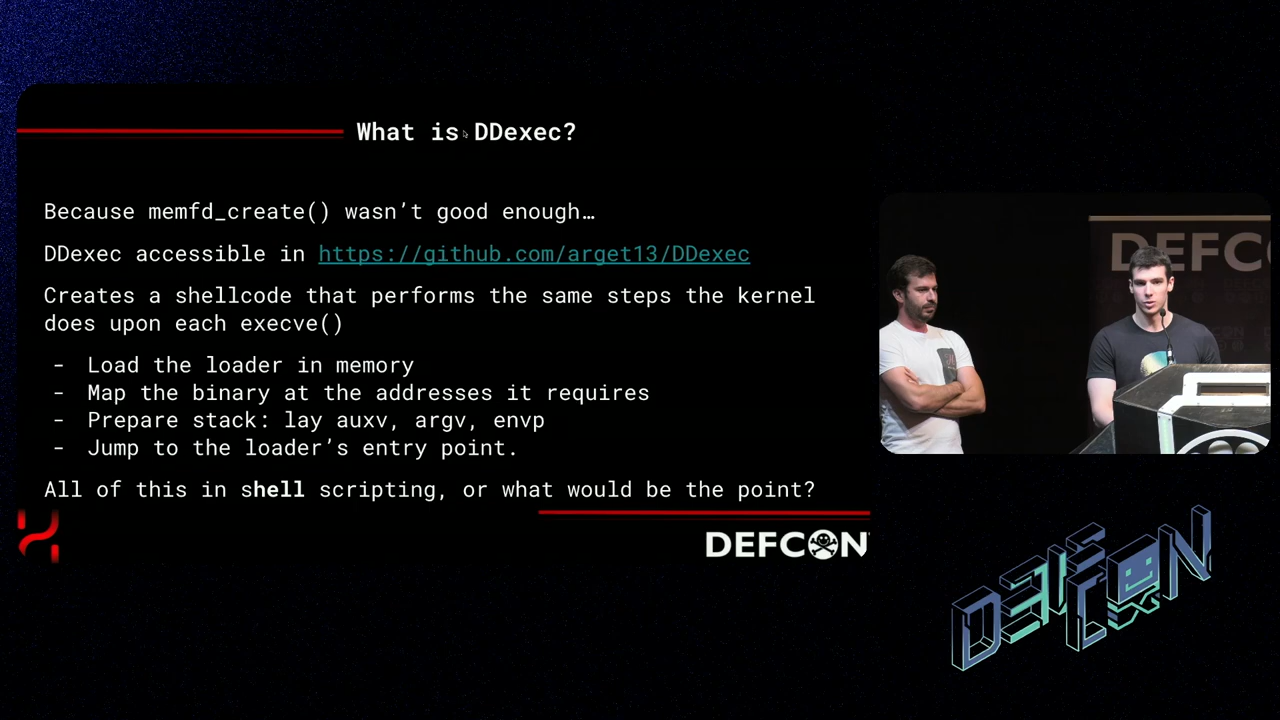 What is DDexec?
Because memfd_create() wasn’t good enough…
DDexec accessible in https://github.com/arget13/DDexec
Creates a shellcode that performs the same steps the kernel
does upon each execve()
- Load the loader in memory
- Map the binary at the addresses it requires
- Prepare stack: lay auxv, argv, envp
- Jump to the loader’s entry point.
All of this in shell scripting, or what would be the point?
DEFCON
DEFC
DEF CON